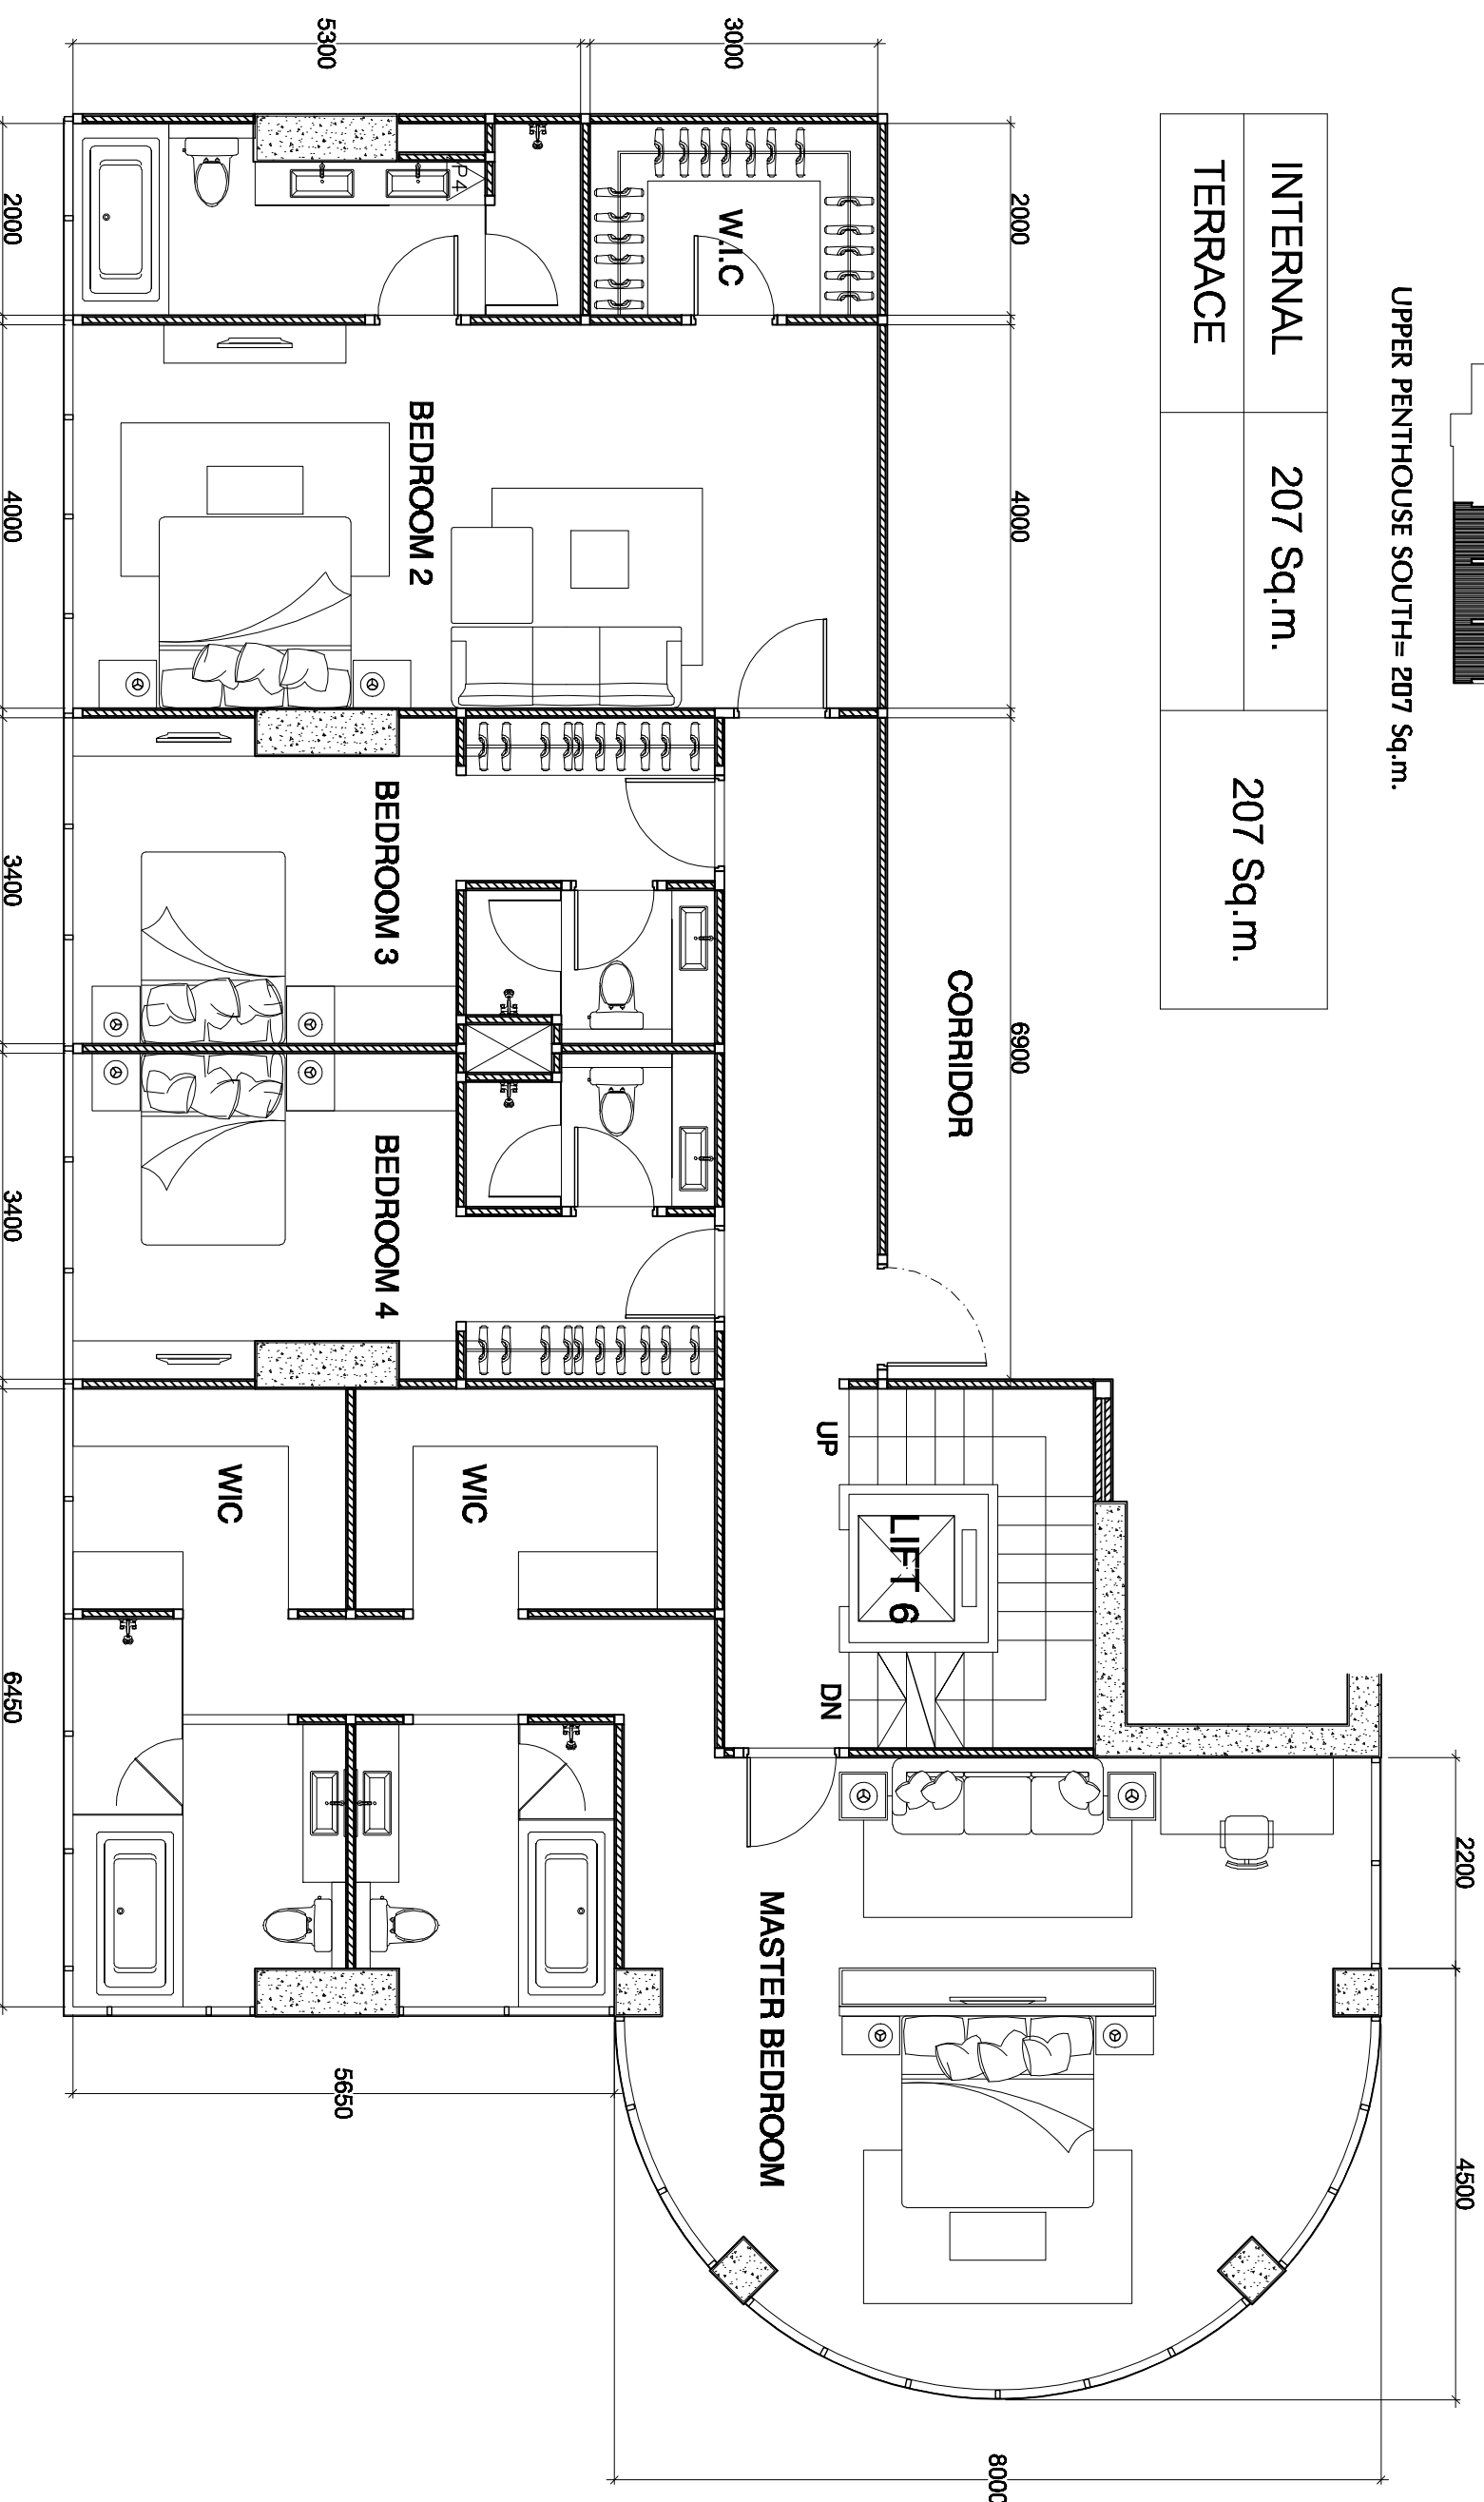 UPPER PENTHOUSE SOUTH= 207 Sq.m.
INTERNAL
207 Sq.m.
207 Sq.m.
TERRACE
2000
4000
6900
2200
4500
CORRIDOR
3000
5300
W.I.C
P4
BEDROOM 2
BEDROOM 3
BEDROOM 4
UP
LIFT 6
DN
WIC
WIC
MASTER BEDROOM
5650
8000
2000
4000
3400
3400
6450